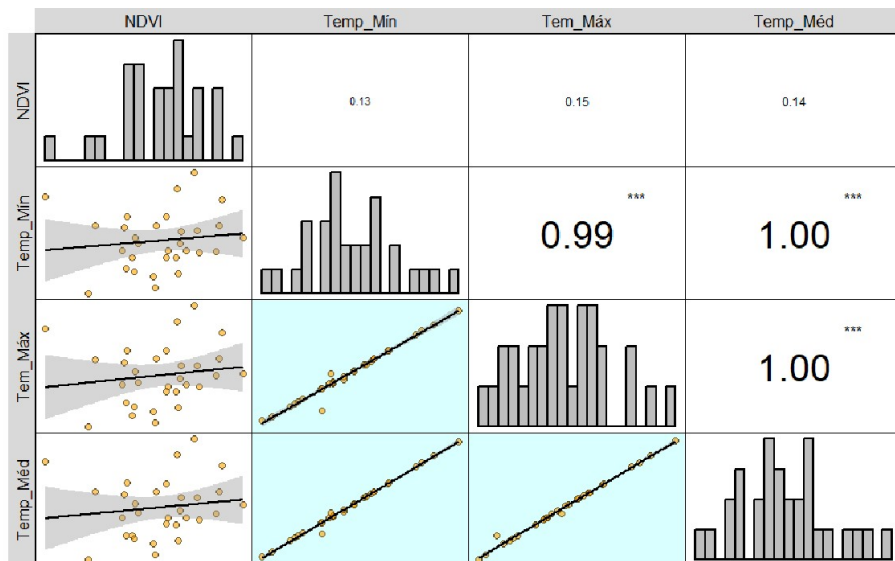 NDVI Temp_Mín Tem_Máx Temp_Méd
NDVI 0.13 0.15 0.14
Temp_Mín 0.99 *** 1.00 ***
Tem_Máx 1.00 ***
Temp_Méd